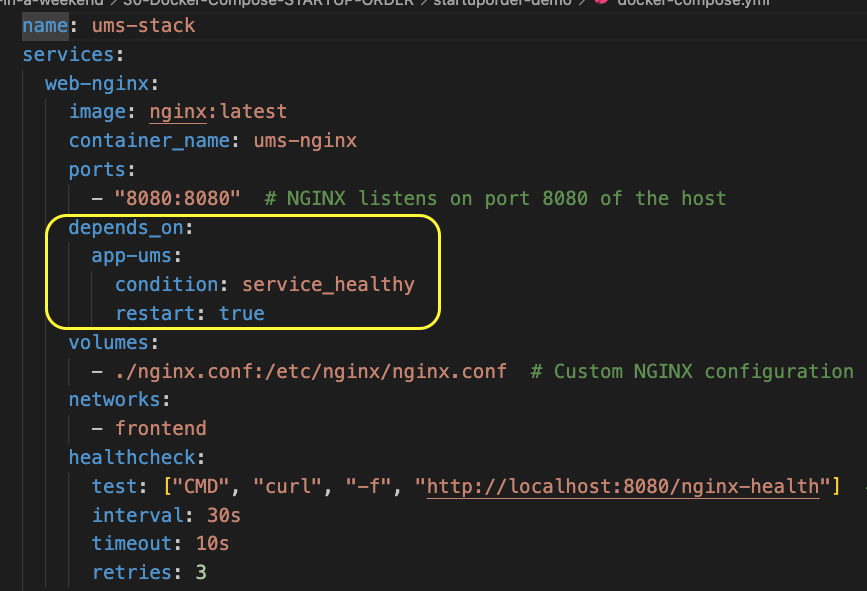 -in-a-weekend > 30-Docker-Compose-STARTUP-ORDER > startuporder-demo > docker-compose.yml
name: ums-stack
services:
  web-nginx:
    image: nginx:latest
    container_name: ums-nginx
    ports:
      - "8080:8080"  # NGINX listens on port 8080 of the host
    depends_on:
      app-ums:
        condition: service_healthy
        restart: true
    volumes:
      - ./nginx.conf:/etc/nginx/nginx.conf  # Custom NGINX configuration
    networks:
      - frontend
    healthcheck:
      test: ["CMD", "curl", "-f", "http://localhost:8080/nginx-health"]
      interval: 30s
      timeout: 10s
      retries: 3